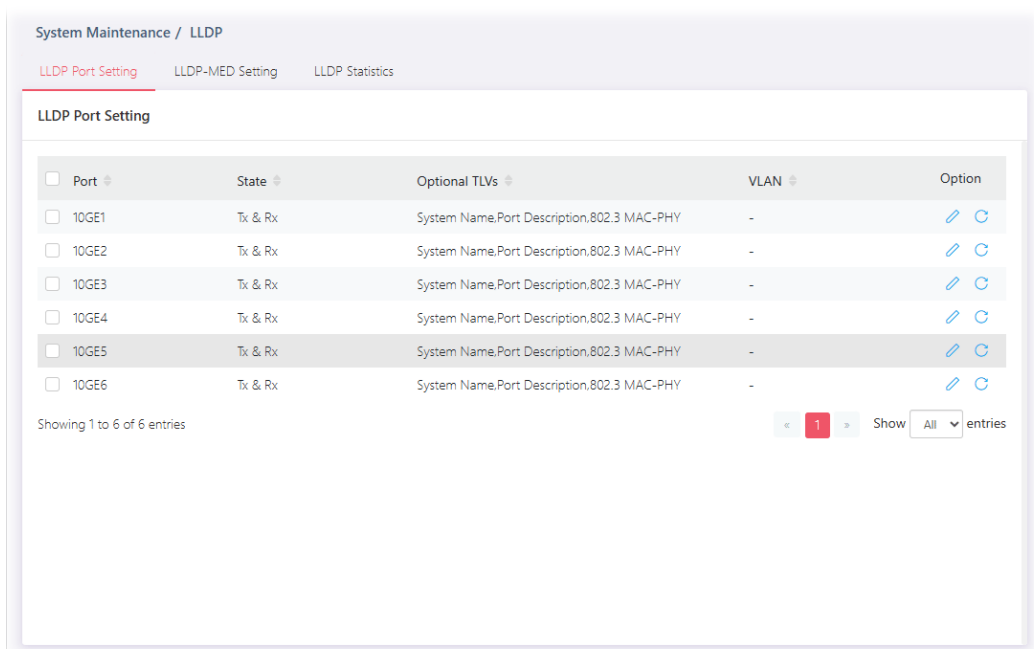 System Maintenance / LLDP
LLDP Port Setting LLDP-MED Setting LLDP Statistics
LLDP Port Setting
Port State Optional TLVs VLAN Option
10GE1 Tx & Rx System Name,Port Description,802.3 MAC-PHY -
10GE2 Tx & Rx System Name,Port Description,802.3 MAC-PHY -
10GE3 Tx & Rx System Name,Port Description,802.3 MAC-PHY -
10GE4 Tx & Rx System Name,Port Description,802.3 MAC-PHY -
10GE5 Tx & Rx System Name,Port Description,802.3 MAC-PHY -
10GE6 Tx & Rx System Name,Port Description,802.3 MAC-PHY -
Showing 1 to 6 of 6 entries « 1 » Show All entries